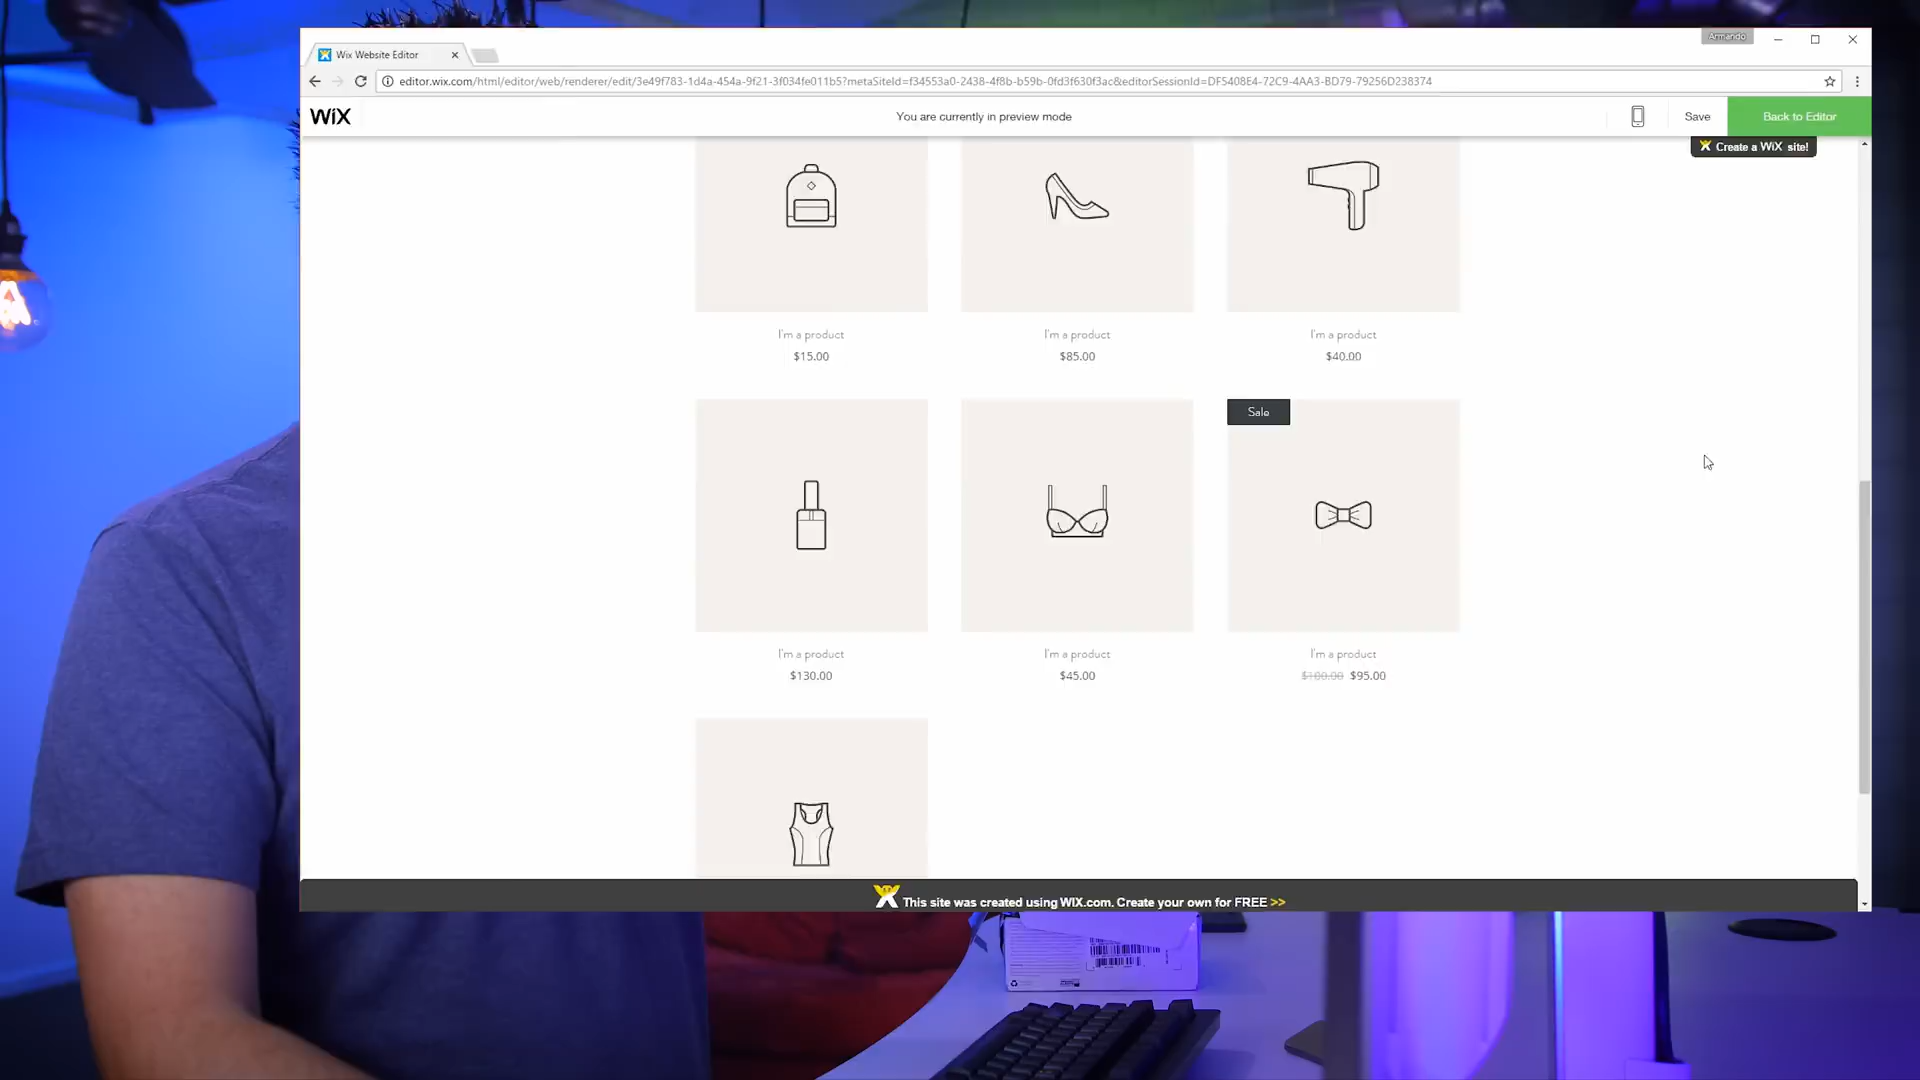 Armando
Wix Website Editor
editor.wix.com/html/editor/web/renderer/edit/3e49f783-1d4a-454a-9f21-3f034fe011b5?metaSiteId=f34553a0-2438-4f8b-b59b-0fd3f630f3ac&editorSessionId=DF5408E4-72C9-4AA3-BD79-79256D238374
WiX
You are currently in preview mode
Save
Back to Editor
Create a WiX site!
I'm a product
I'm a product
I'm a product
$15.00
$85.00
$40.00
Sale
I'm a product
I'm a product
I'm a product
$130.00
$45.00
$100.00 $95.00
This site was created using WIX.com. Create your own for FREE >>